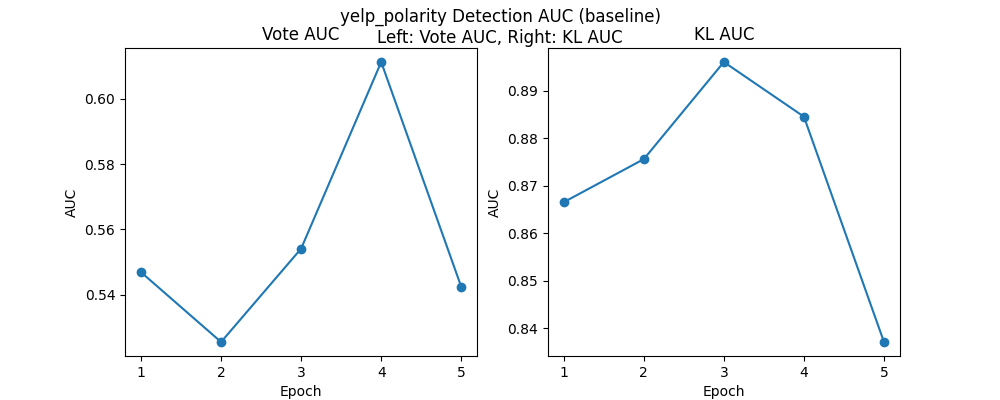 yelp_polarity Detection AUC (baseline)
Left: Vote AUC, Right: KL AUC
Vote AUC
AUC
0.60
0.58
0.56
0.54
1 2 3 4 5
Epoch
KL AUC
AUC
0.89
0.88
0.87
0.86
0.85
0.84
1 2 3 4 5
Epoch